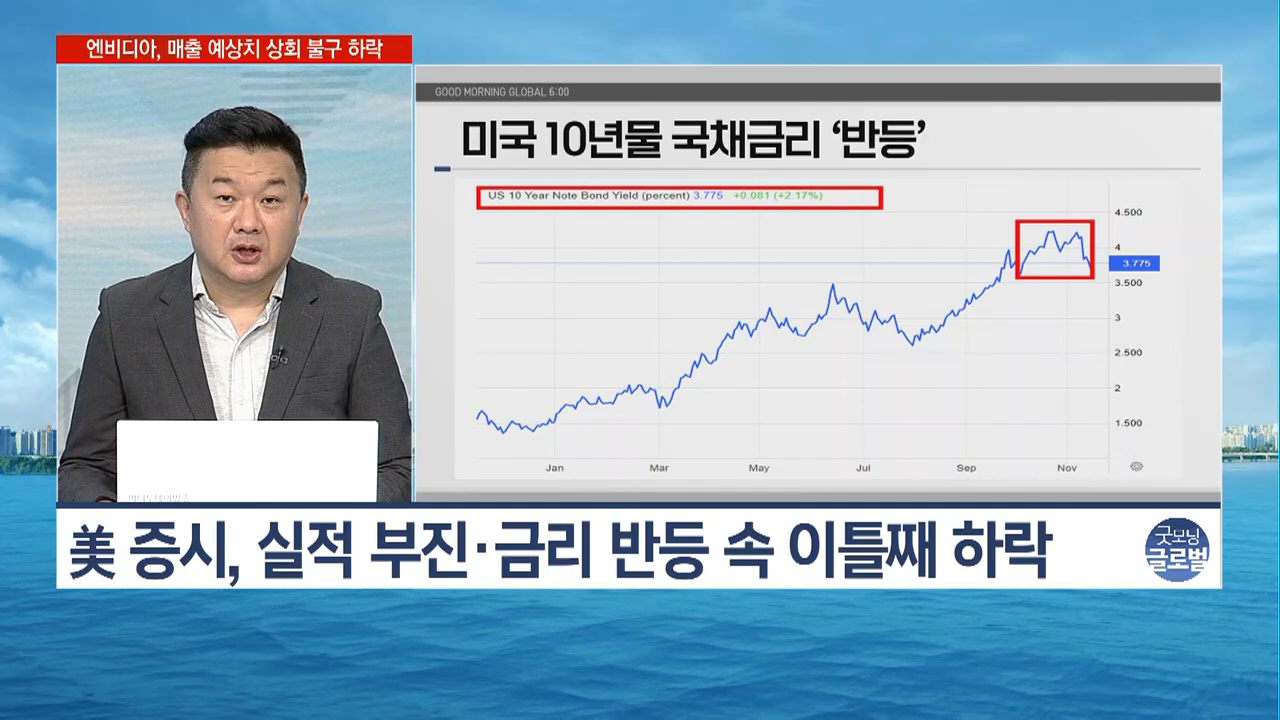 엔비디아, 매출 예상치 상회 불구 하락
GOOD MORNING GLOBAL 6:00
미국 10년물 국채금리 ‘반등’
US 10 Year Note Bond Yield (percent) 3.775 +0.081 (+2.17%)
4.500
4
3.775
3.500
3
2.500
2
1.500
Jan Mar May Jul Sep Nov
美 증시, 실적 부진·금리 반등 속 이틀째 하락
굿모닝
글로벌